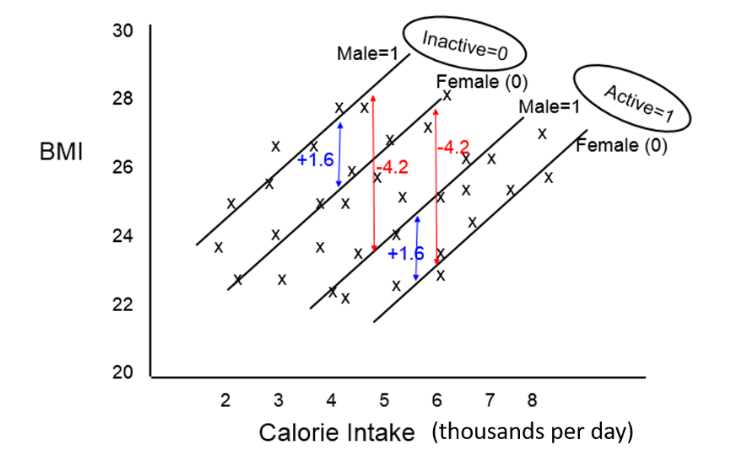 30
Male=1
Inactive=0
28
Female (0)
Male=1
Active=1
BMI
-4.2
Female (0)
26
+1.6
-4.2
24
+1.6
22
20
2 3 4 5 6 7 8
Calorie Intake (thousands per day)